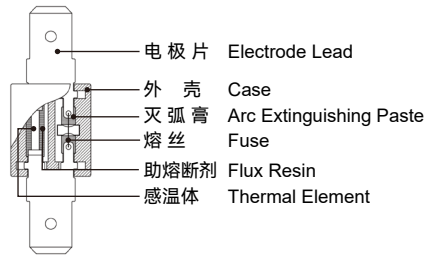 电极片 Electrode Lead
外 壳 Case
灭弧膏 Arc Extinguishing Paste
熔丝 Fuse
助熔断剂 Flux Resin
感温体 Thermal Element